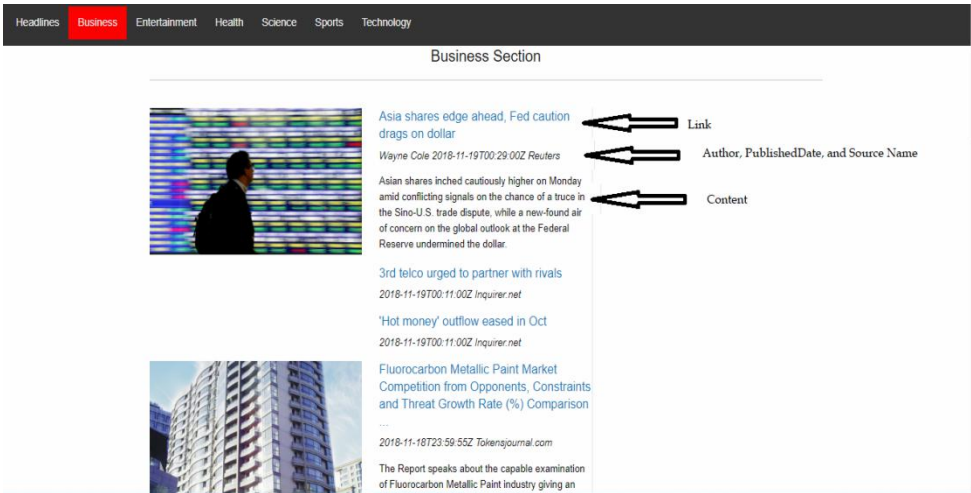 Headlines Business Entertainment Health Science Sports Technology
Business Section
Asia shares edge ahead, Fed caution
drags on dollar
Link
Wayne Cole 2018-11-19T00:29:00Z Reuters
Author, PublishedDate, and Source Name
Asian shares inched cautiously higher on Monday
amid conflicting signals on the chance of a truce in
the Sino-U.S. trade dispute, while a new-found air
of concern on the global outlook at the Federal
Reserve undermined the dollar.
Content
3rd telco urged to partner with rivals
2018-11-19T00:11:00Z Inquirer.net
'Hot money' outflow eased in Oct
2018-11-19T00:11:00Z Inquirer.net
Fluorocarbon Metallic Paint Market
Competition from Opponents, Constraints
and Threat Growth Rate (%) Comparison
...
2018-11-18T23:59:55Z Tokensjournal.com
The Report speaks about the capable examination
of Fluorocarbon Metallic Paint industry giving an